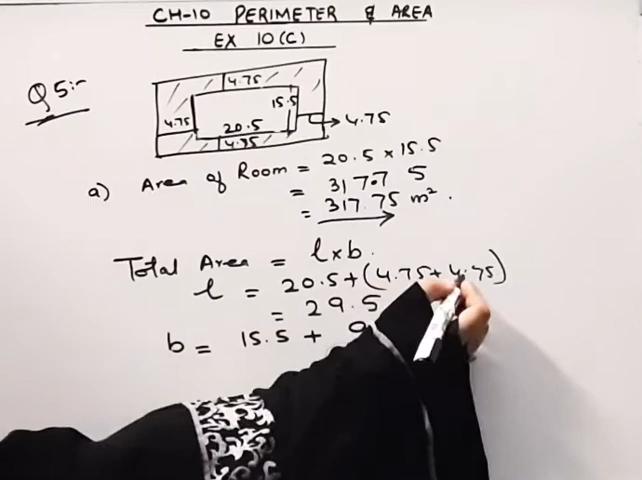 CH-10 PERIMETER & AREA
EX 10(C)
Q5:-
4.75
15.5
4.75
20.5
4.75
4.75
a) Area of Room = 20.5 × 15.5
= 317.7 5
= 317.75 m².
Total Area = l×b.
l = 20.5+(4.75+4.75)
= 29.5
b = 15.5 + 9